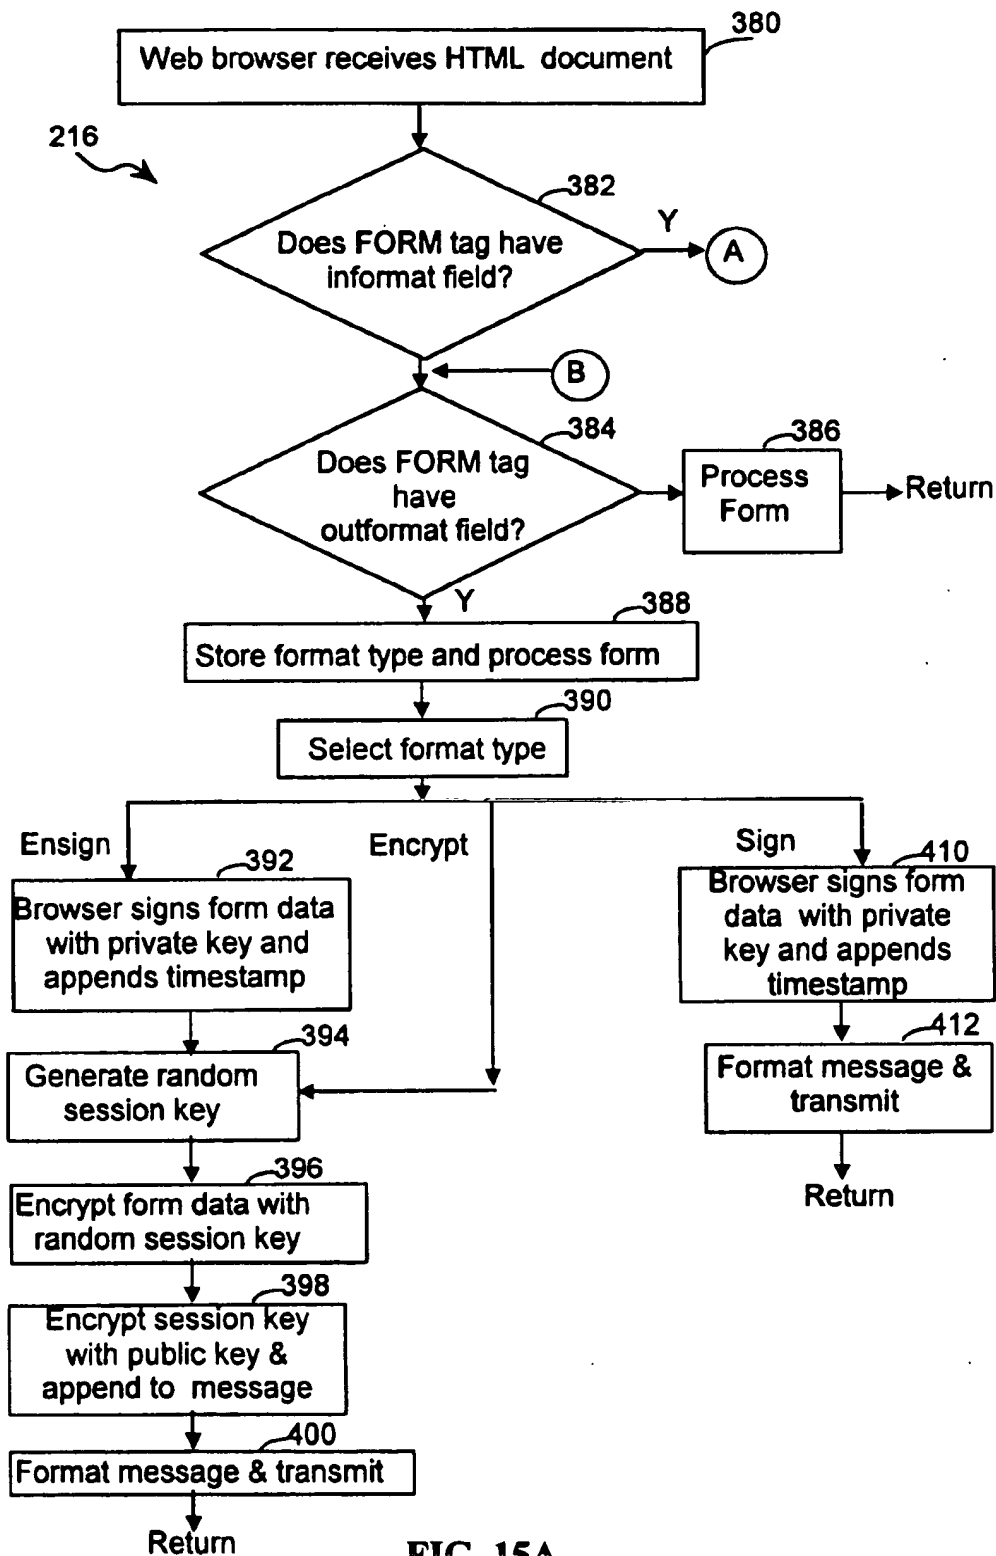 380
Web browser receives HTML document
216
382
Does FORM tag have
informat field?
Y
A
B
384
Does FORM tag
have
outformat field?
386
Process
Form
Return
Y
388
Store format type and process form
390
Select format type
Ensign
Encrypt
Sign
392
Browser signs form data
with private key and
appends timestamp
410
Browser signs form
data with private
key and appends
timestamp
394
Generate random
session key
412
Format message &
transmit
Return
396
Encrypt form data with
random session key
398
Encrypt session key
with public key &
append to message
400
Format message & transmit
Return
FIG. 15A